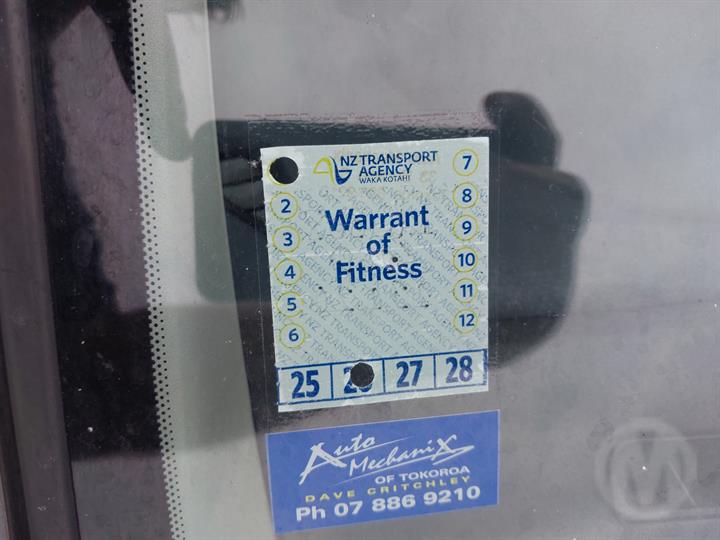 NZ TRANSPORT
AGENCY
WAKA KOTAHI
7
2
8
3
9
4
10
5
11
6
12
Warrant
of
Fitness
25 27 28
Auto
MechaniX
OF TOKOROA
DAVE CRITCHLEY
Ph 07 886 9210
M